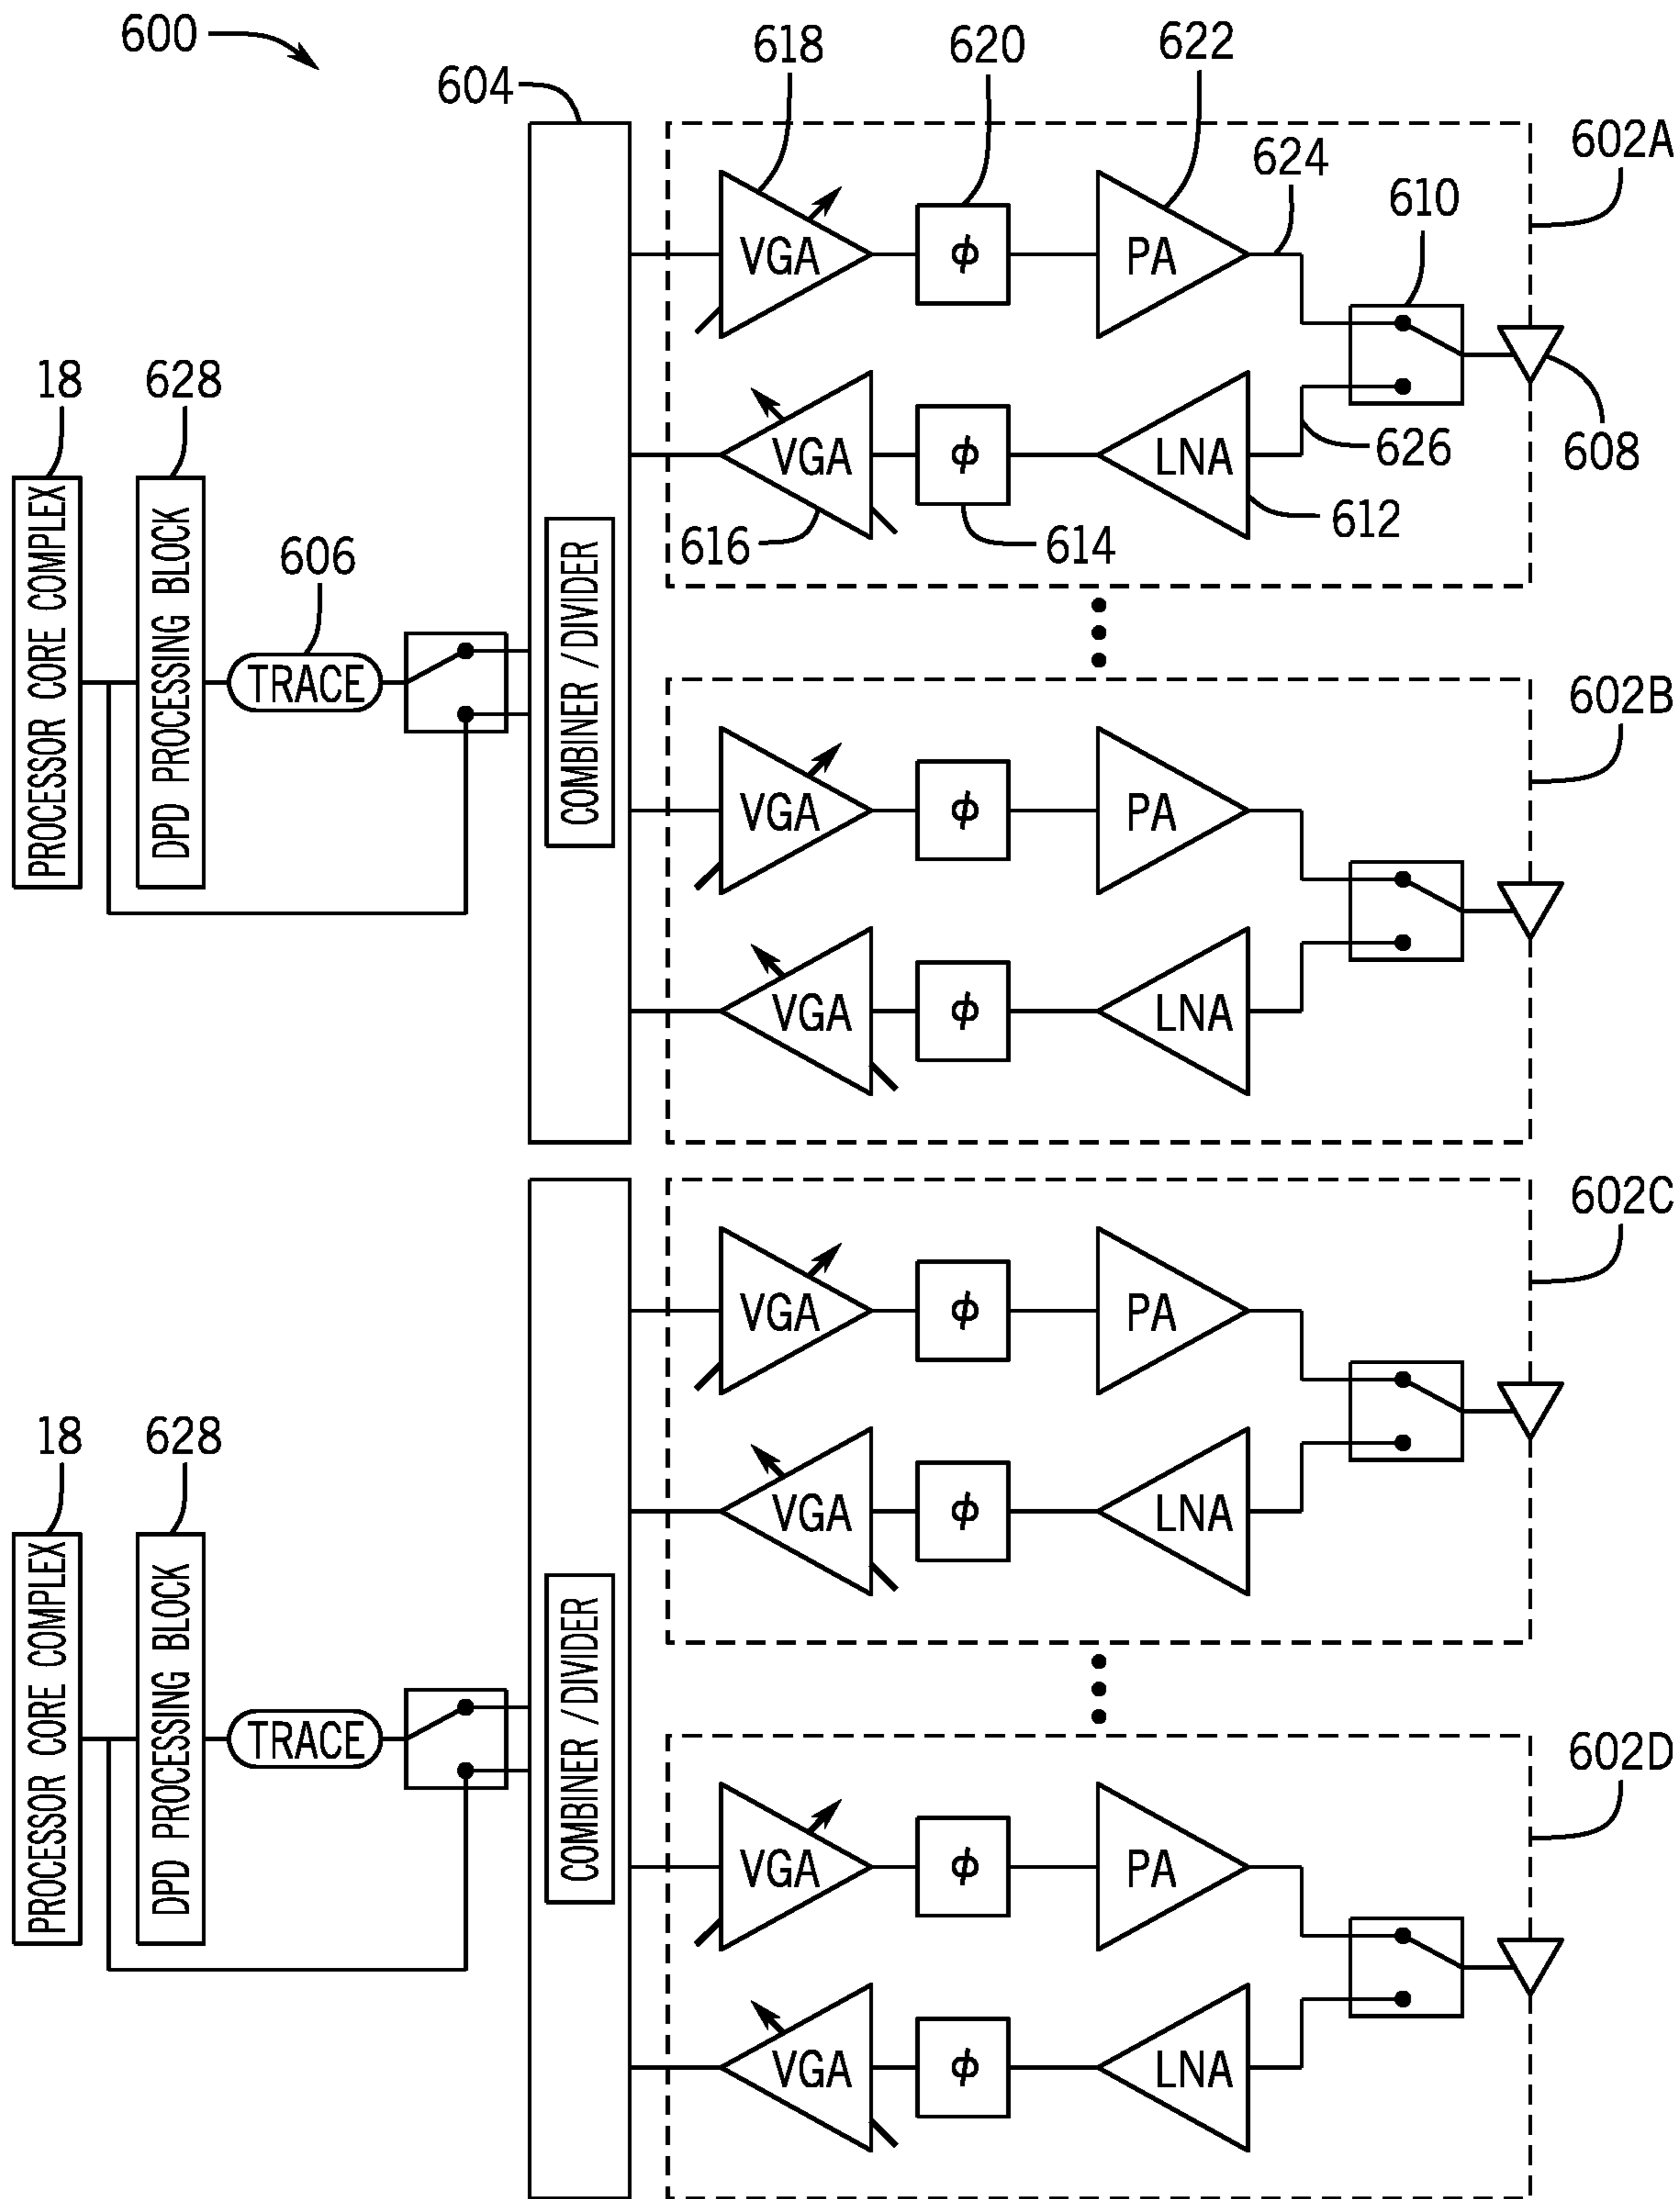 600
618
620
622
604
602A
624
610
VGA
ϕ
PA
18
628
608
626
VGA
ϕ
LNA
612
616
614
606
PROCESSOR CORE COMPLEX
DPD PROCESSING BLOCK
TRACE
COMBINER / DIVIDER
602B
VGA
ϕ
PA
VGA
ϕ
LNA
602C
VGA
ϕ
PA
18
628
VGA
ϕ
LNA
PROCESSOR CORE COMPLEX
DPD PROCESSING BLOCK
TRACE
COMBINER / DIVIDER
602D
VGA
ϕ
PA
VGA
ϕ
LNA